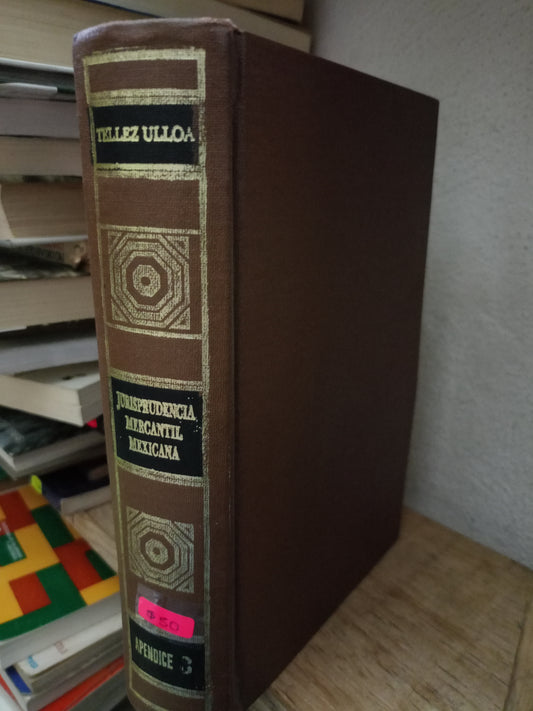 TELLEZ ULLOA
JURISPRUDENCIA
MERCANTIL
MEXICANA
$50
APENDICE 3